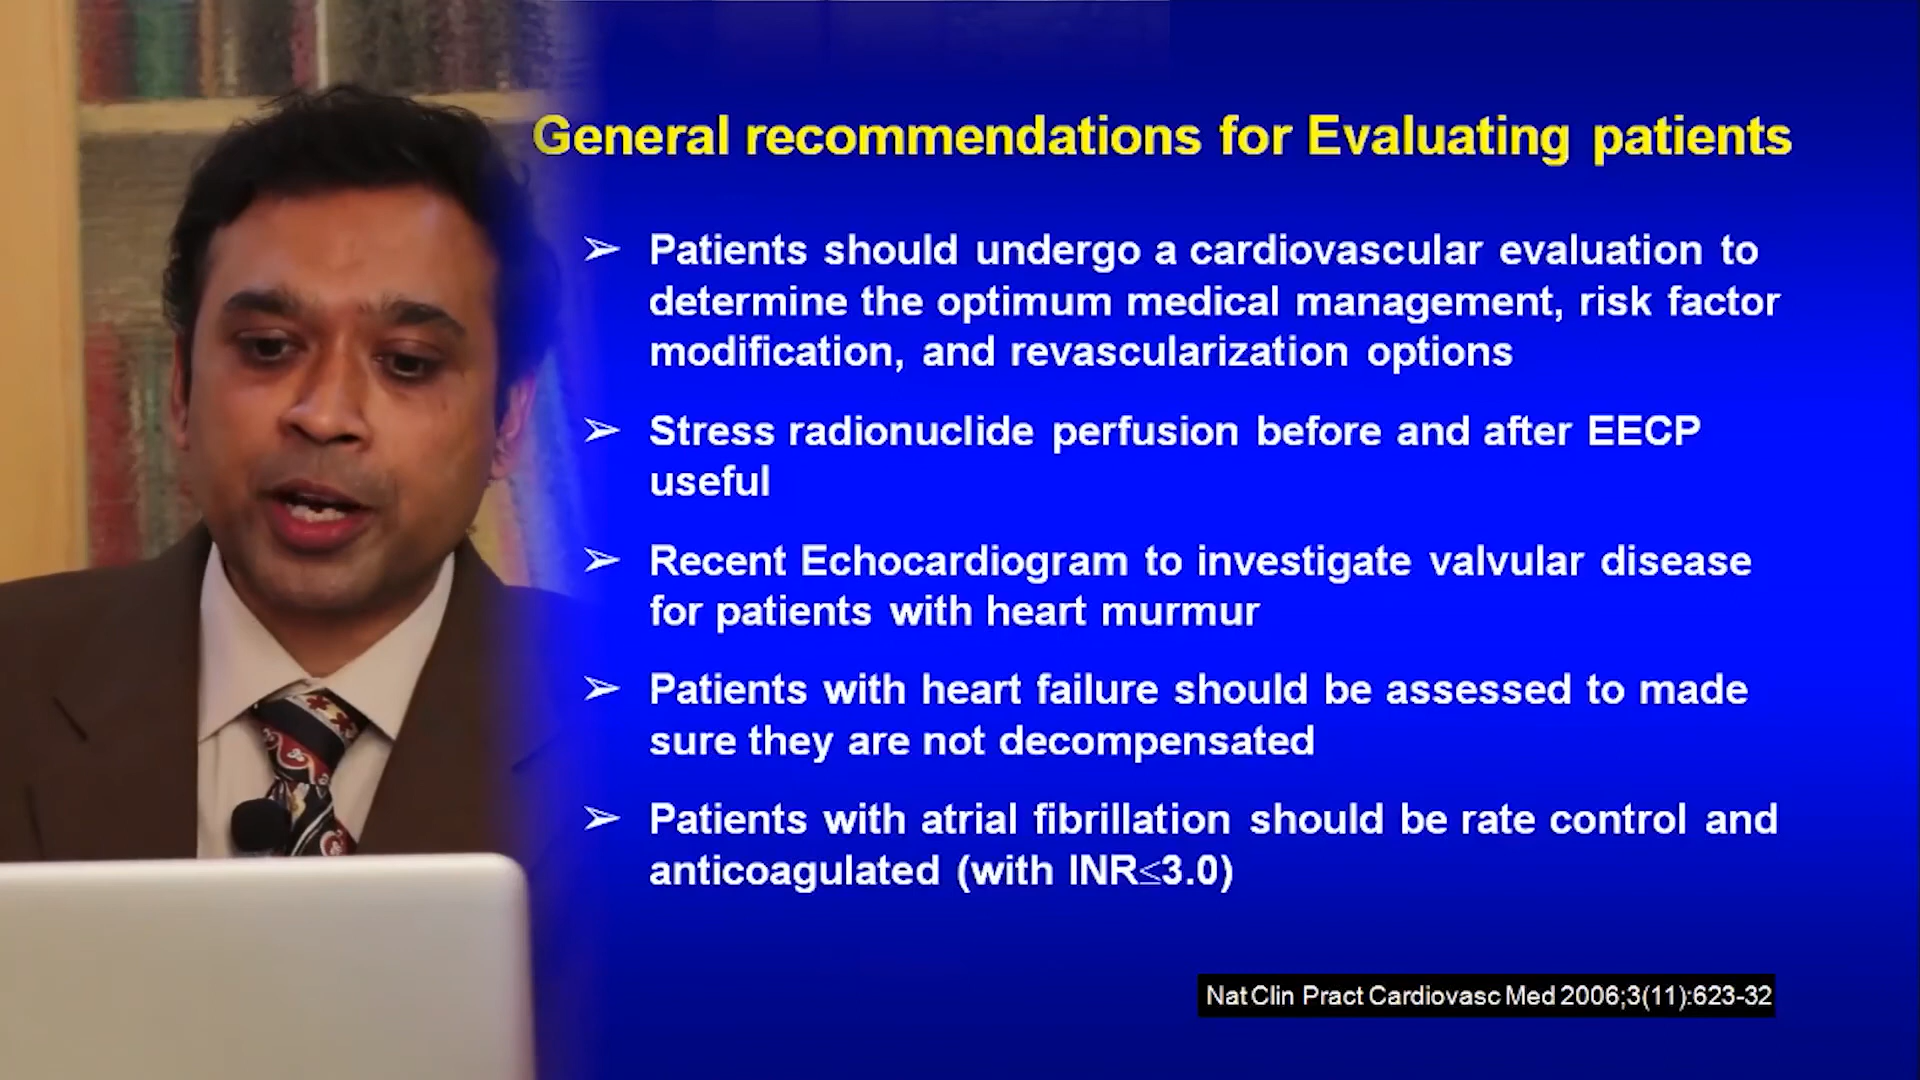 General recommendations for Evaluating patients
➢ Patients should undergo a cardiovascular evaluation to
determine the optimum medical management, risk factor
modification, and revascularization options
➢ Stress radionuclide perfusion before and after EECP
useful
➢ Recent Echocardiogram to investigate valvular disease
for patients with heart murmur
➢ Patients with heart failure should be assessed to made
sure they are not decompensated
➢ Patients with atrial fibrillation should be rate control and
anticoagulated (with INR≤3.0)
Nat Clin Pract Cardiovasc Med 2006;3(11):623-32